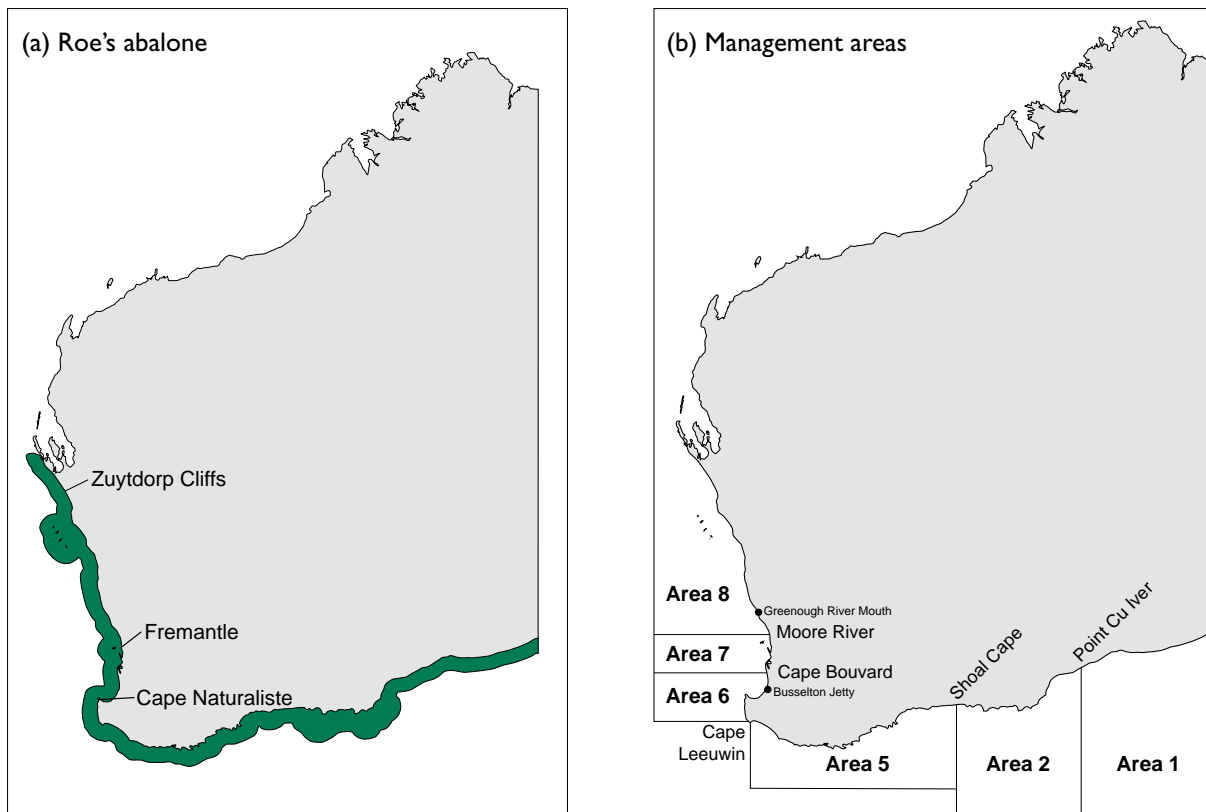 (a) Roe's abalone
Zuytdorp Cliffs
Fremantle
Cape Naturaliste
(b) Management areas
Area 8
Greenough River Mouth
Moore River
Area 7
Cape Bouvard
Area 6
Busselton Jetty
Cape
Leeuwin
Shoal Cape
Point Cu Iver
Area 5
Area 2
Area 1